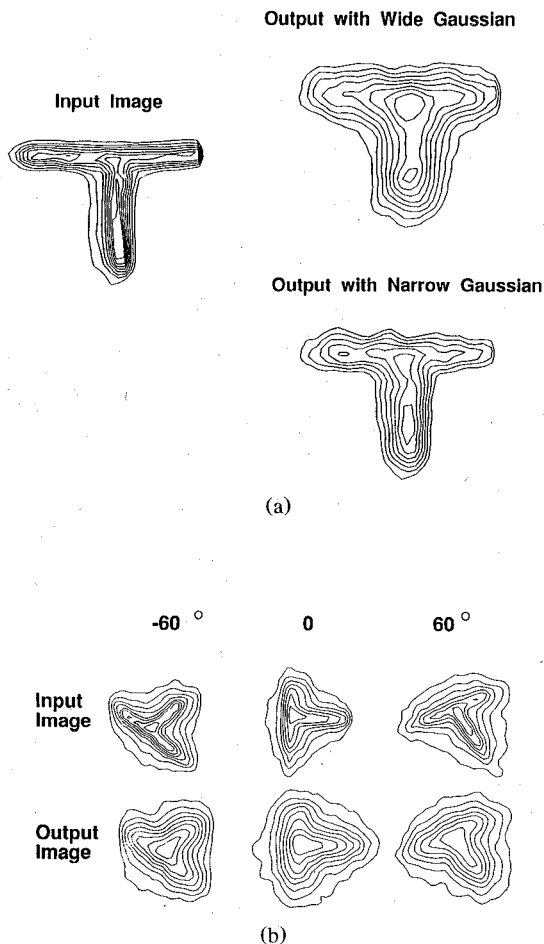 Output with Wide Gaussian
Input Image
Output with Narrow Gaussian
(a)
-60 ° 0 60 °
Input
Image
Output
Image
(b)